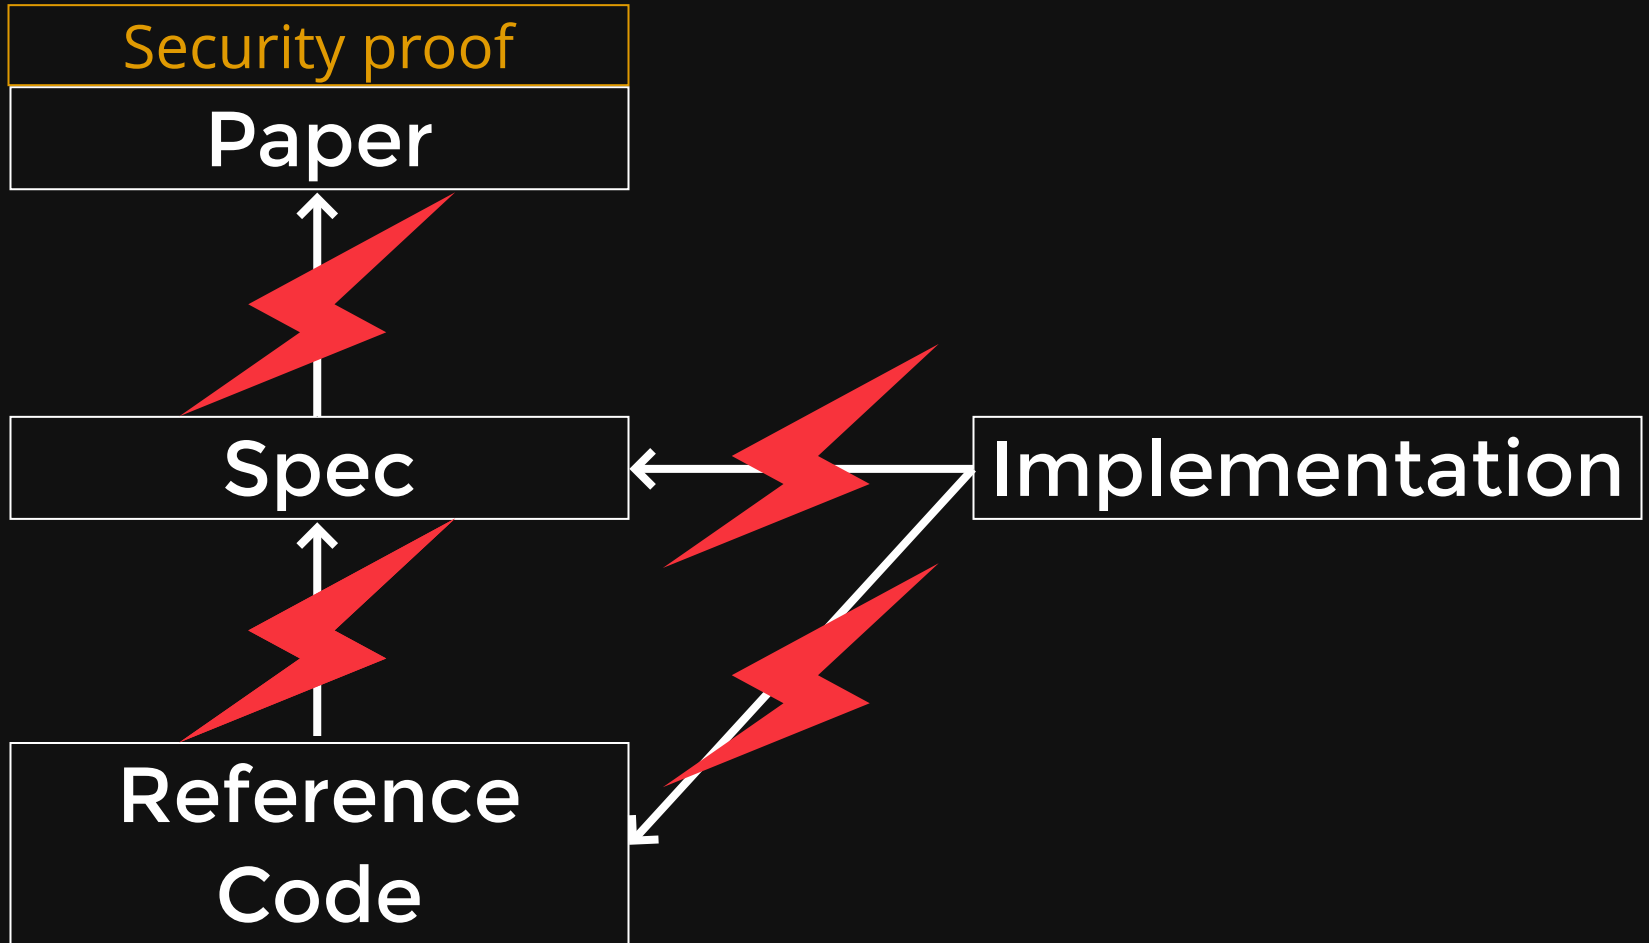 Security proof
Paper
Spec
Implementation
Reference
Code